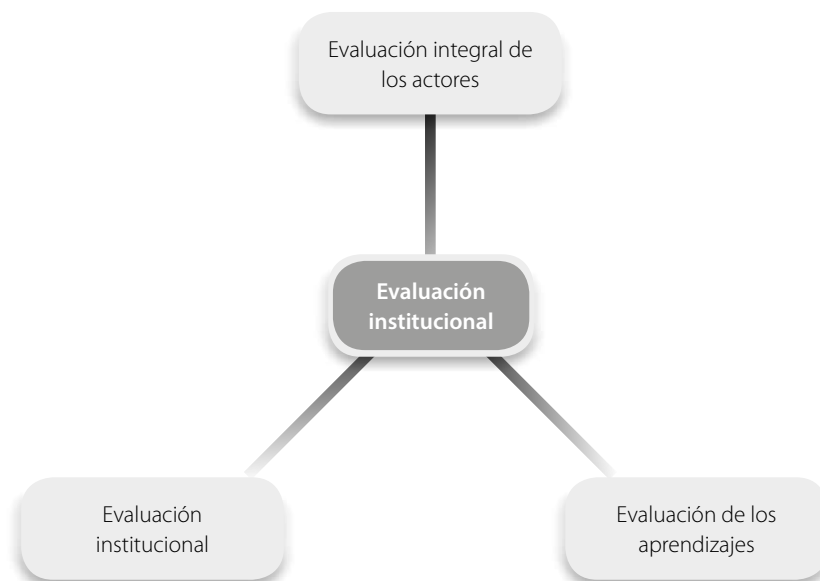 Evaluación integral de
los actores
Evaluación
institucional
Evaluación
institucional
Evaluación de los
aprendizajes